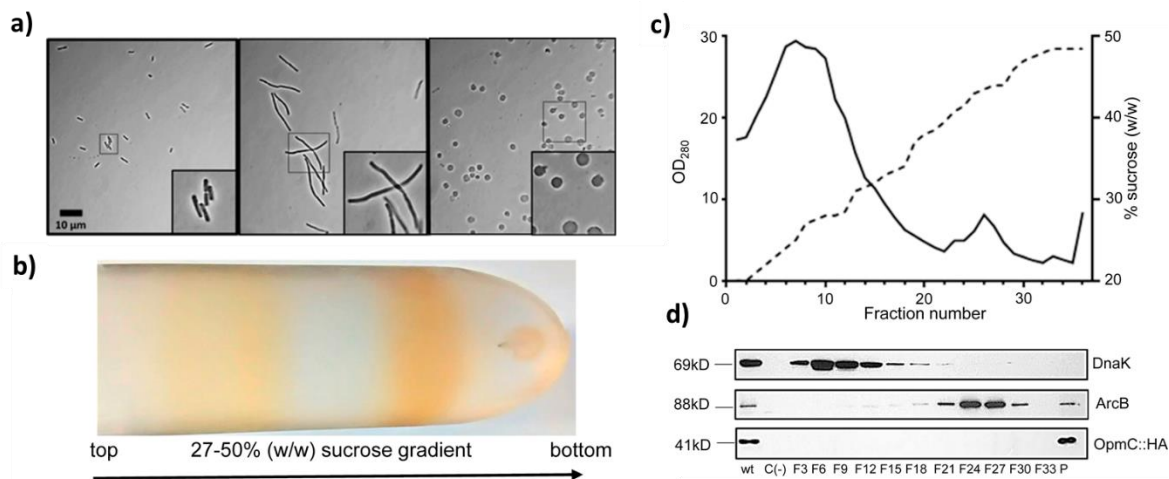 a)
10 μm
b)
top
27-50% (w/w) sucrose gradient
bottom
c)
OD280
30
20
10
0
50
40
30
20
% sucrose (w/w)
0
10
20
30
Fraction number
d)
69kD
DnaK
88kD
ArcB
41kD
OpmC::HA
wt C(-) F3 F6 F9 F12 F15 F18 F21 F24 F27 F30 F33 P